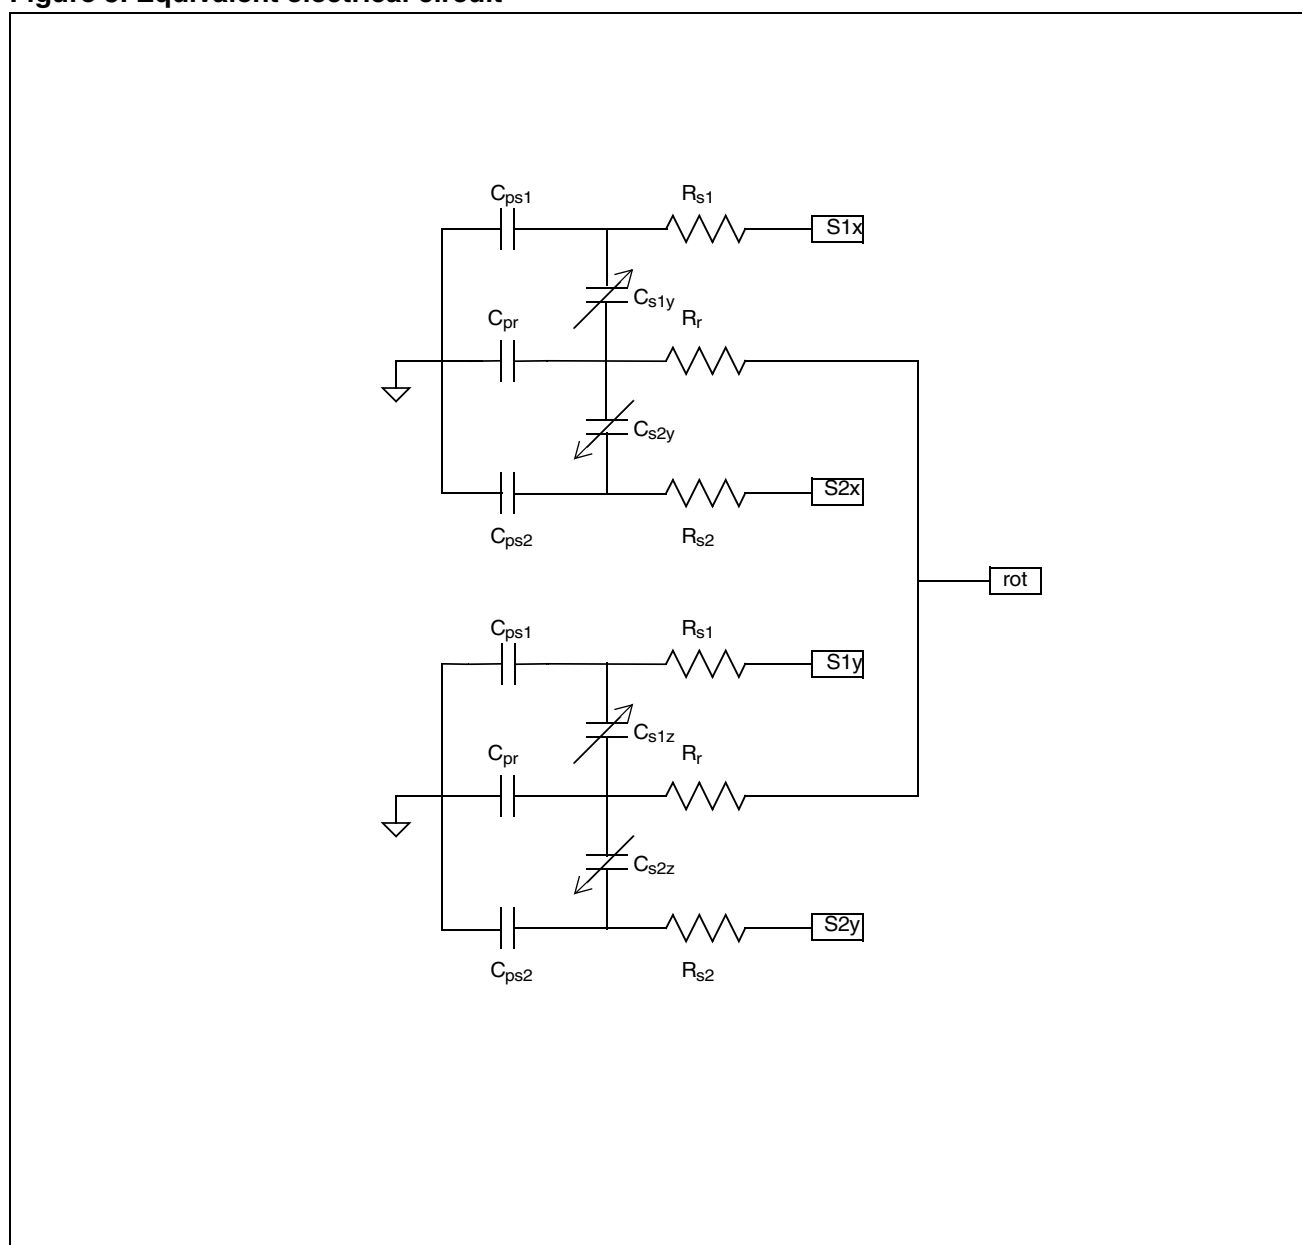 Figure 3. Equivalent electrical circuit
Cps1
Rs1
S1x
Cs1y
Cpr
Rr
Cs2y
S2x
Cps2
Rs2
rot
Cps1
Rs1
S1y
Cs1z
Cpr
Rr
Cs2z
S2y
Cps2
Rs2